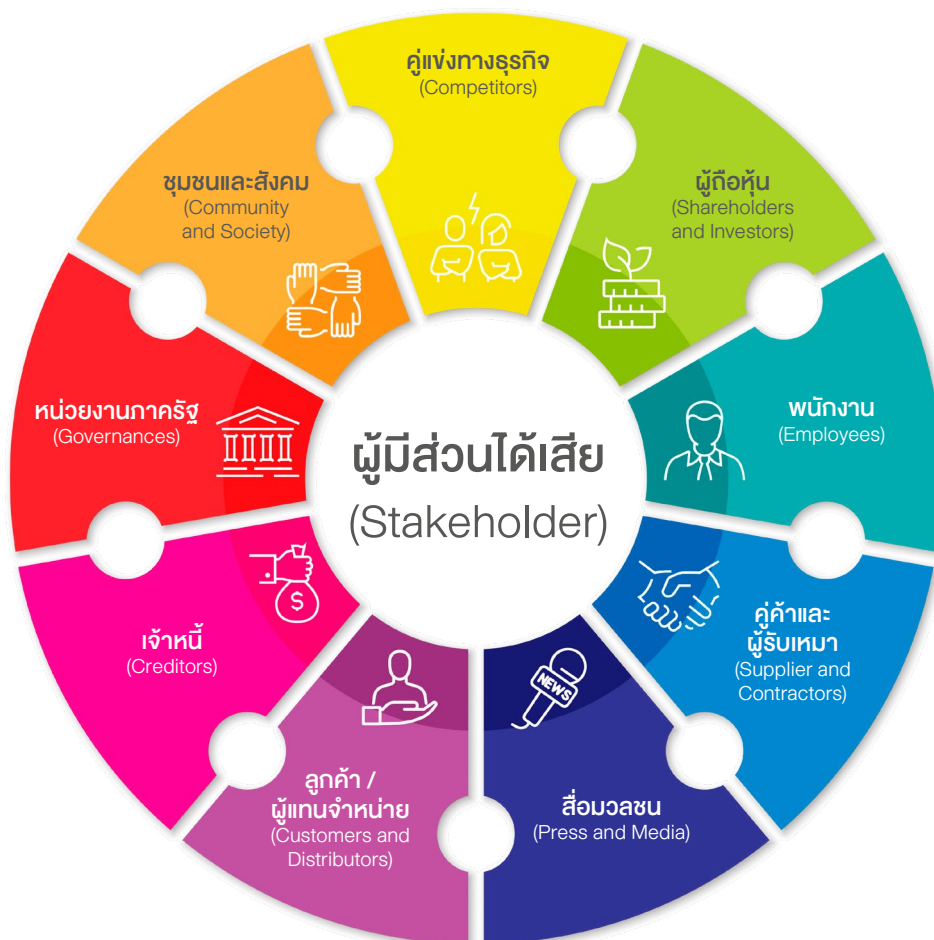 คู่แข่งทางธุรกิจ
(Competitors)
ผู้ถือหุ้น
(Shareholders
and Investors)
พนักงาน
(Employees)
คู่ค้าและ
ผู้รับเหมา
(Supplier and
Contractors)
NEWS
สื่อมวลชน
(Press and Media)
ลูกค้า /
ผู้แทนจำหน่าย
(Customers and
Distributors)
$
เจ้าหนี้
(Creditors)
หน่วยงานภาครัฐ
(Governances)
ชุมชนและสังคม
(Community
and Society)
ผู้มีส่วนได้เสีย
(Stakeholder)